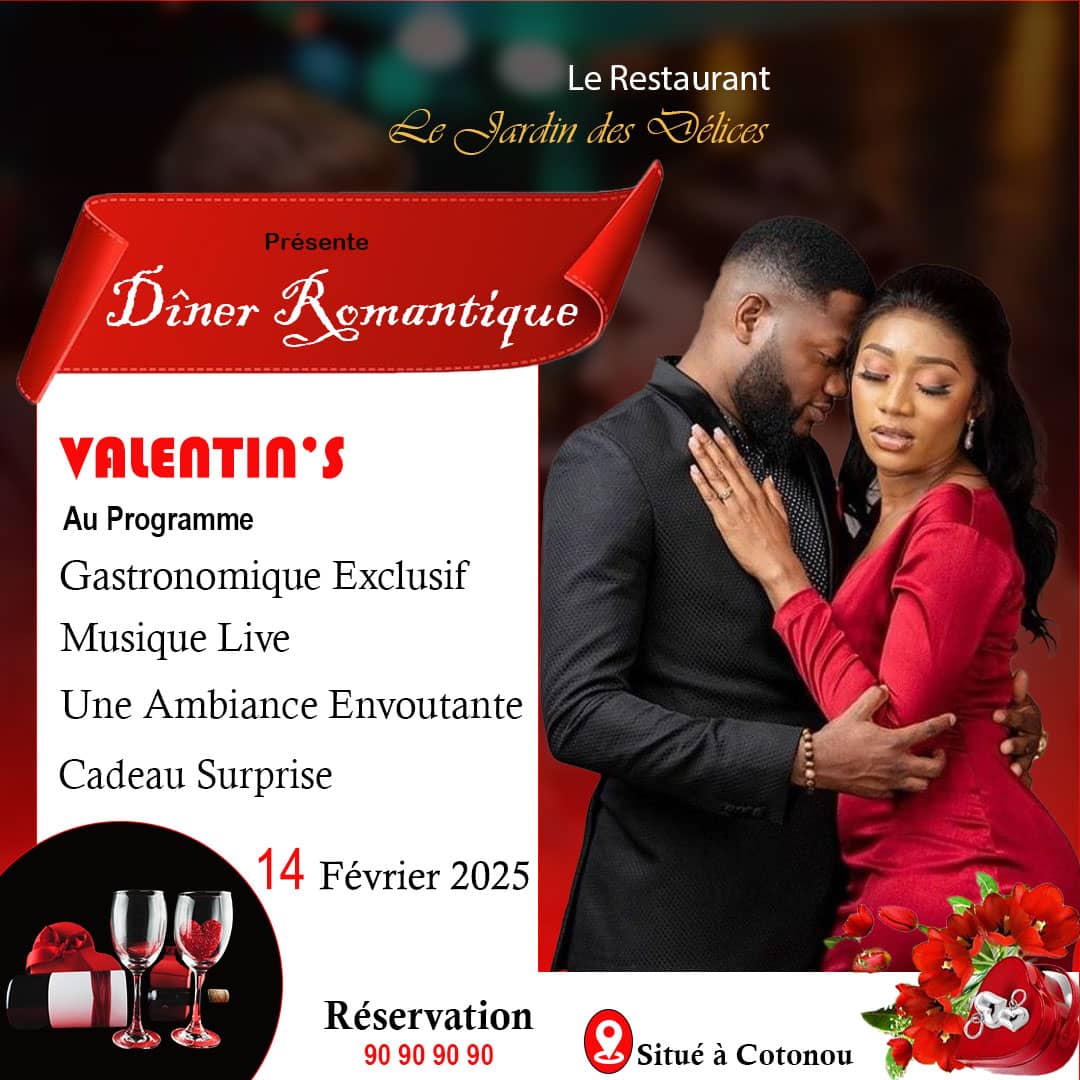 Le Restaurant
Le Jardin des Délices
Présente
Dîner Romantique
VALENTIN'S
Au Programme
Gastronomique Exclusif
Musique Live
Une Ambiance Envoutante
Cadeau Surprise
14 Février 2025
Réservation
90 90 90 90
Situé à Cotonou